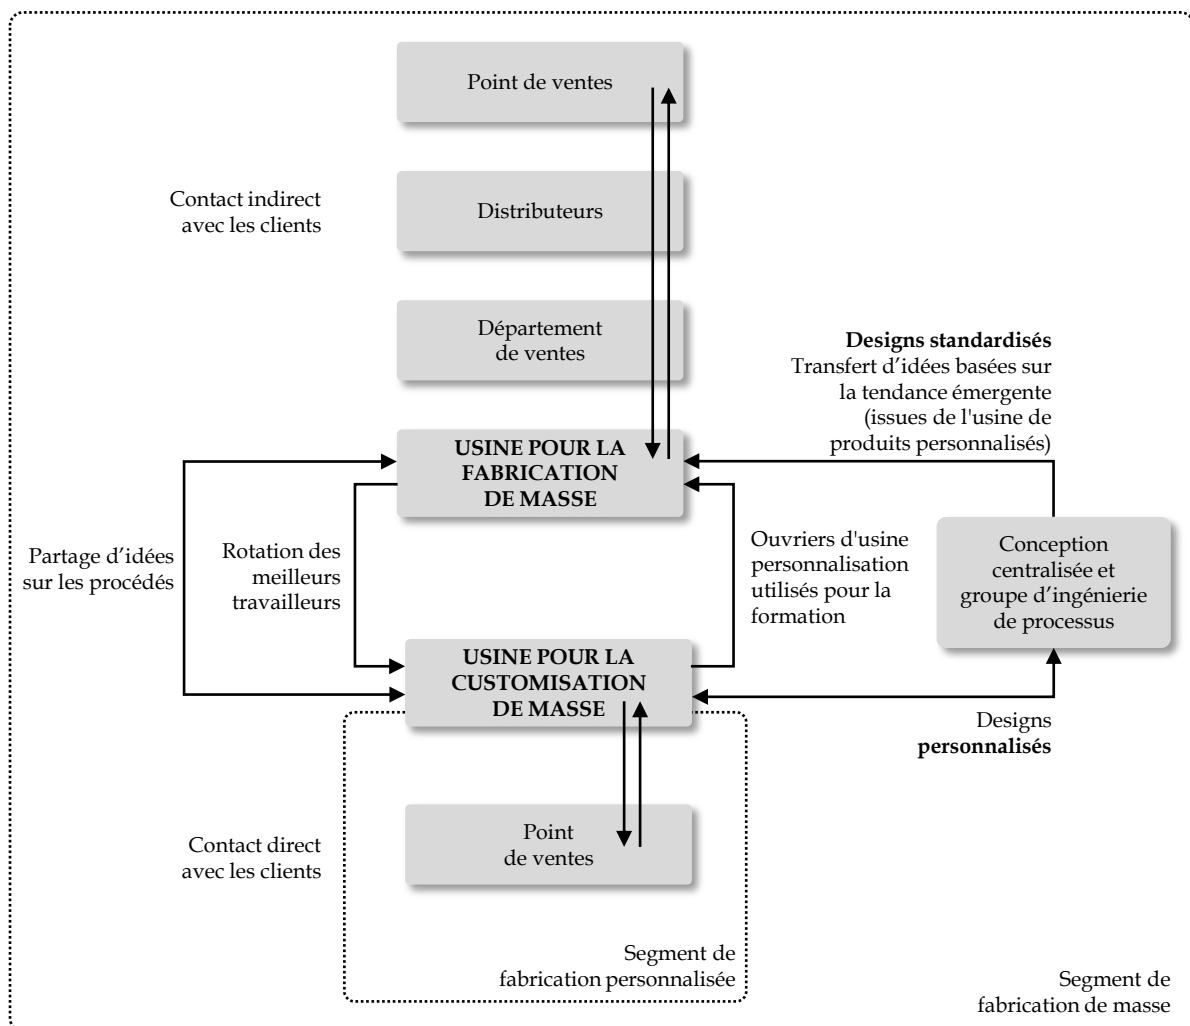 Point de ventes
Contact indirect
avec les clients
Distributeurs
Département
de ventes
Designs standardisés
Transfert d’idées basées sur
la tendance émergente
(issues de l'usine de
produits personnalisés)
USINE POUR LA
FABRICATION
DE MASSE
Partage d’idées
sur les procédés
Rotation des
meilleurs
travailleurs
Ouvriers d'usine
personnalisation
utilisés pour la
formation
Conception
centralisée et
groupe d’ingénierie
de processus
USINE POUR LA
CUSTOMISATION
DE MASSE
Designs
personnalisés
Contact direct
avec les clients
Point
de ventes
Segment de
fabrication personnalisée
Segment de
fabrication de masse